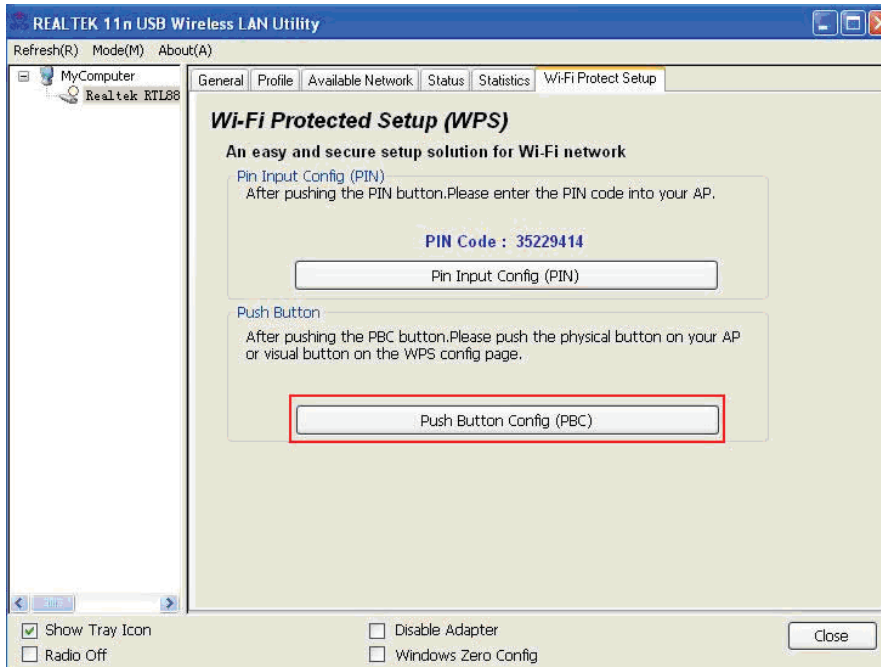 REALTEK 11n USB Wireless LAN Utility
Refresh(R) Mode(M) About(A)
MyComputer
Realtek RTL88
General Profile Available Network Status Statistics Wi-Fi Protect Setup
Wi-Fi Protected Setup (WPS)
An easy and secure setup solution for Wi-Fi network
Pin Input Config (PIN)
After pushing the PIN button.Please enter the PIN code into your AP.
PIN Code : 35229414
Pin Input Config (PIN)
Push Button
After pushing the PBC button.Please push the physical button on your AP
or visual button on the WPS config page.
Push Button Config (PBC)
Show Tray Icon
Radio Off
Disable Adapter
Windows Zero Config
Close